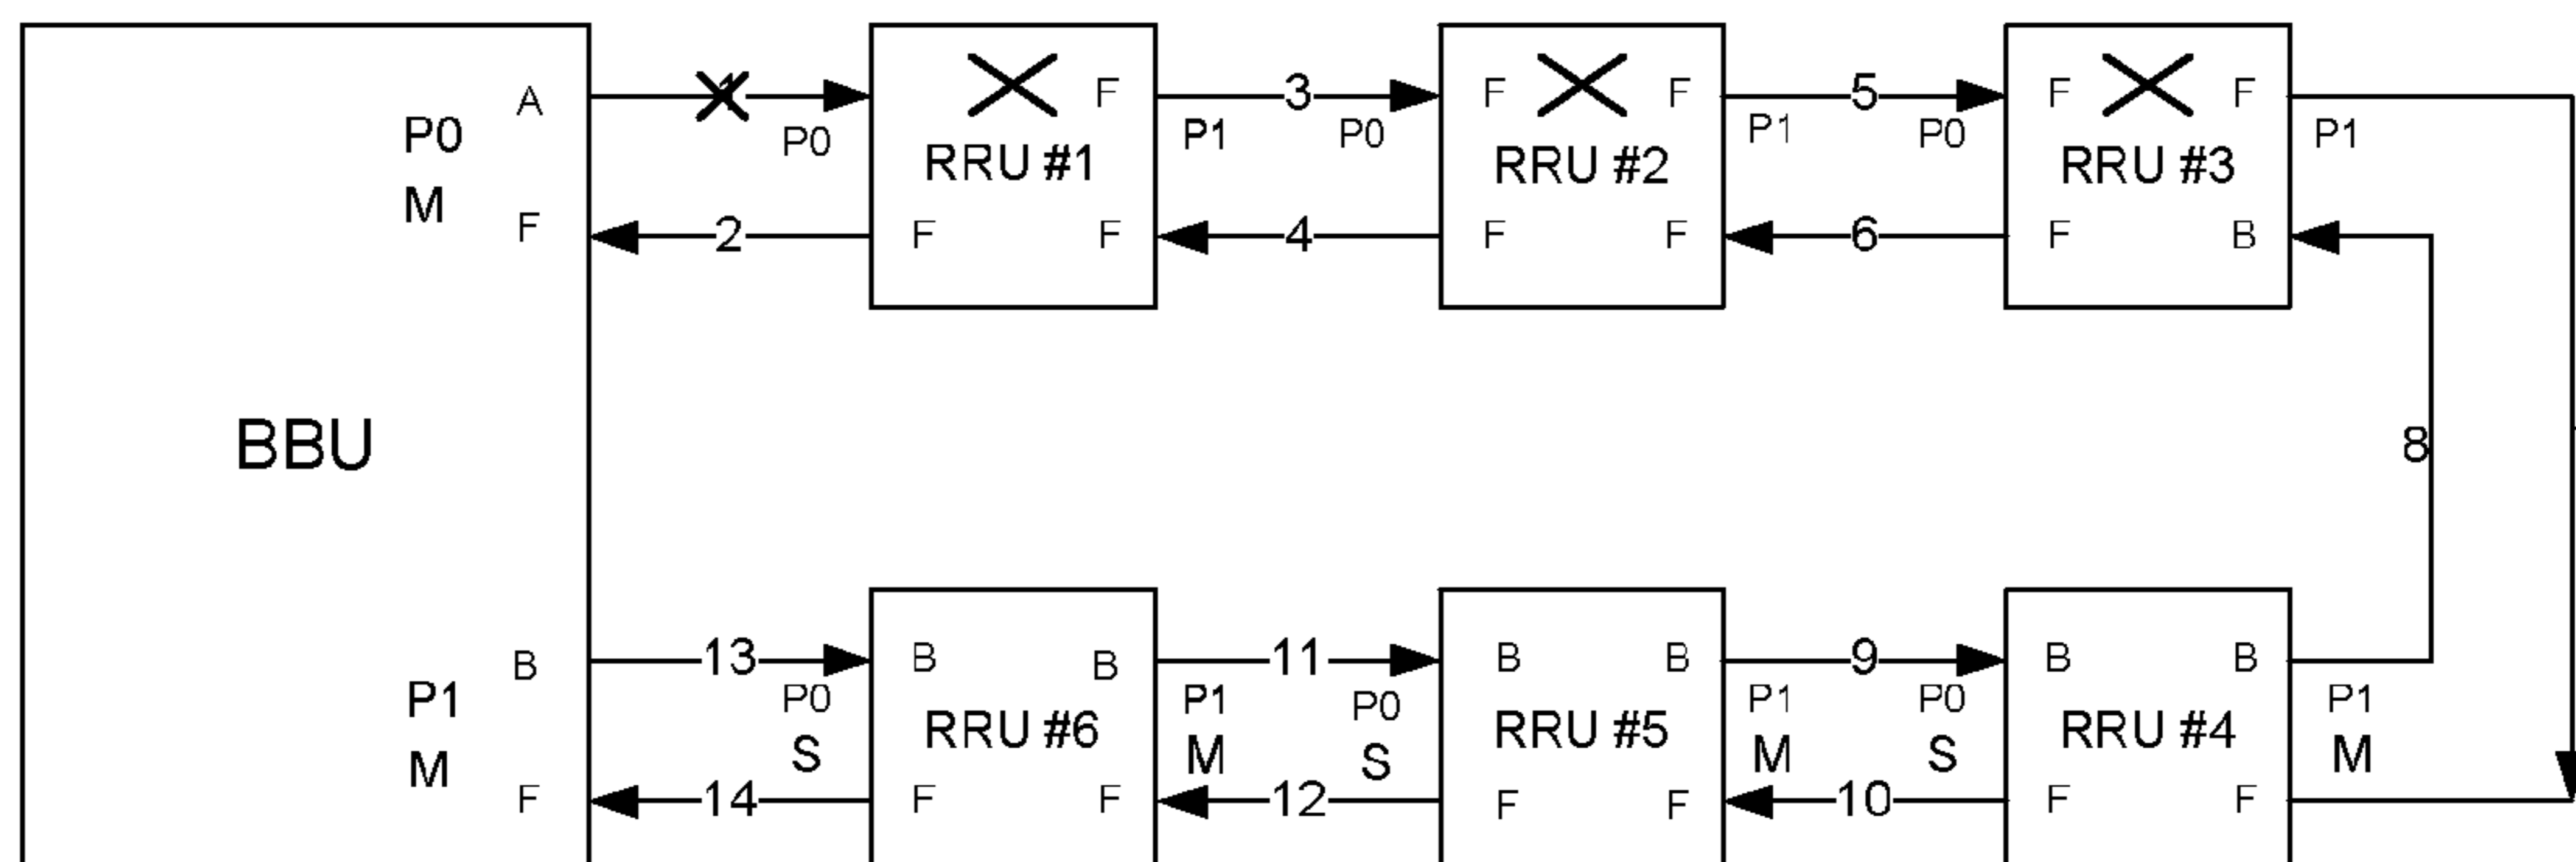 A 1 F F 3 F F 5 F F
P0 P0 P1 P0 P1 P0 P1
M RRU #1 RRU #2 RRU #3
F 2 F F 4 F F 6 F B
BBU 8
B 13 B B 11 B B 9 B B
P1 P0 P1 P0 P1 P0 P1
RRU #6 RRU #5 RRU #4
M S M S M S M
F 14 F F 12 F F 10 F F